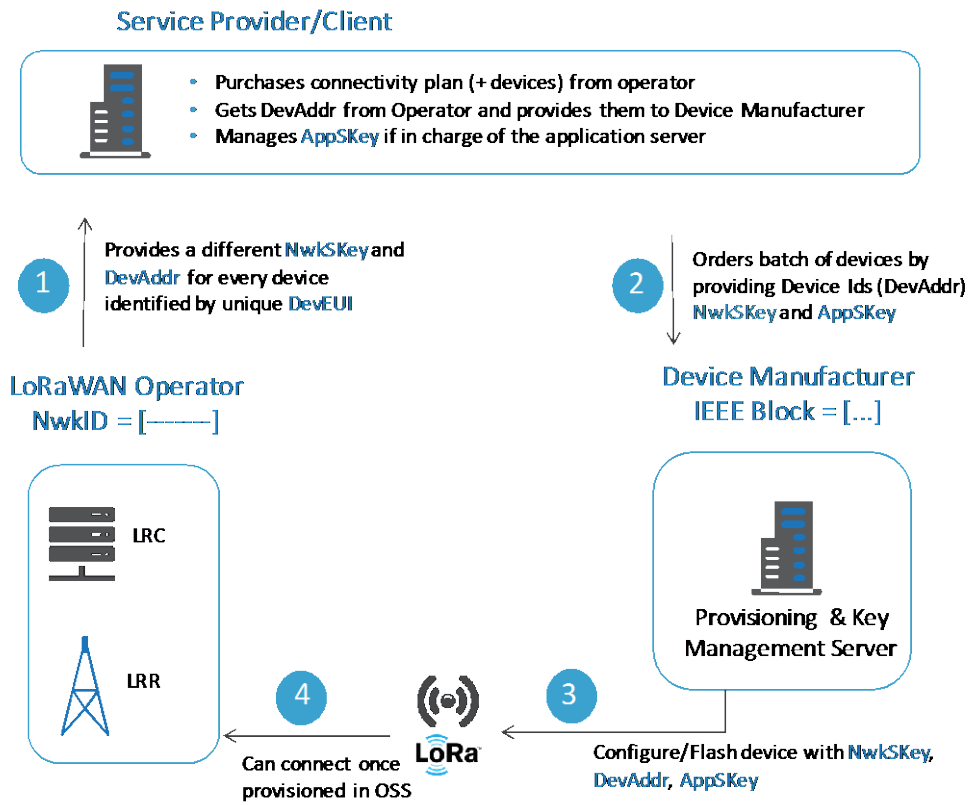 Service Provider/Client
• Purchases connectivity plan (+ devices) from operator
• Gets DevAddr from Operator and provides them to Device Manufacturer
• Manages AppSKey if in charge of the application server
1
Provides a different NwkSKey and
DevAddr for every device
identified by unique DevEUI
2
Orders batch of devices by
providing Device Ids (DevAddr)
NwkSKey and AppSKey
LoRaWAN Operator
NwkID = [———]
Device Manufacturer
IEEE Block = [...]
LRC
LRR
Provisioning & Key
Management Server
4
Can connect once
provisioned in OSS
LoRa™
3
Configure/Flash device with NwkSKey,
DevAddr, AppSKey